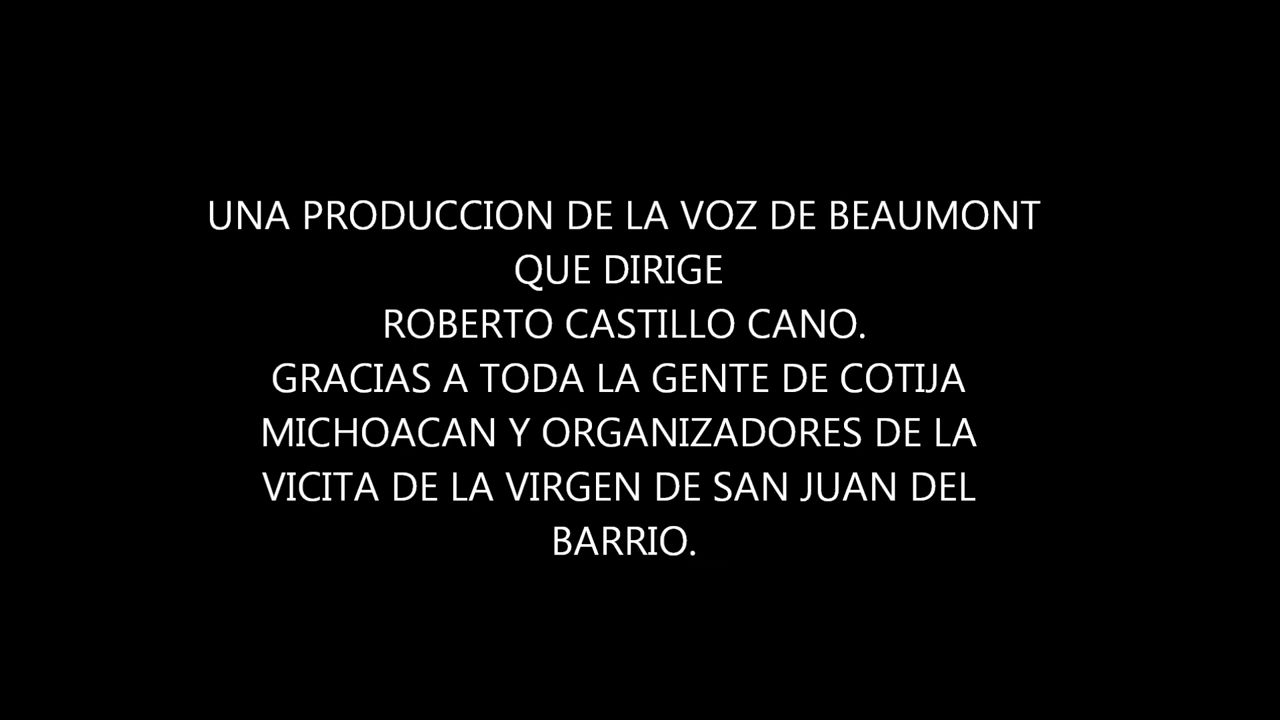 UNA PRODUCCION DE LA VOZ DE BEAUMONT
QUE DIRIGE
ROBERTO CASTILLO CANO.
GRACIAS A TODA LA GENTE DE COTIJA
MICHOACAN Y ORGANIZADORES DE LA
VICITA DE LA VIRGEN DE SAN JUAN DEL
BARRIO.